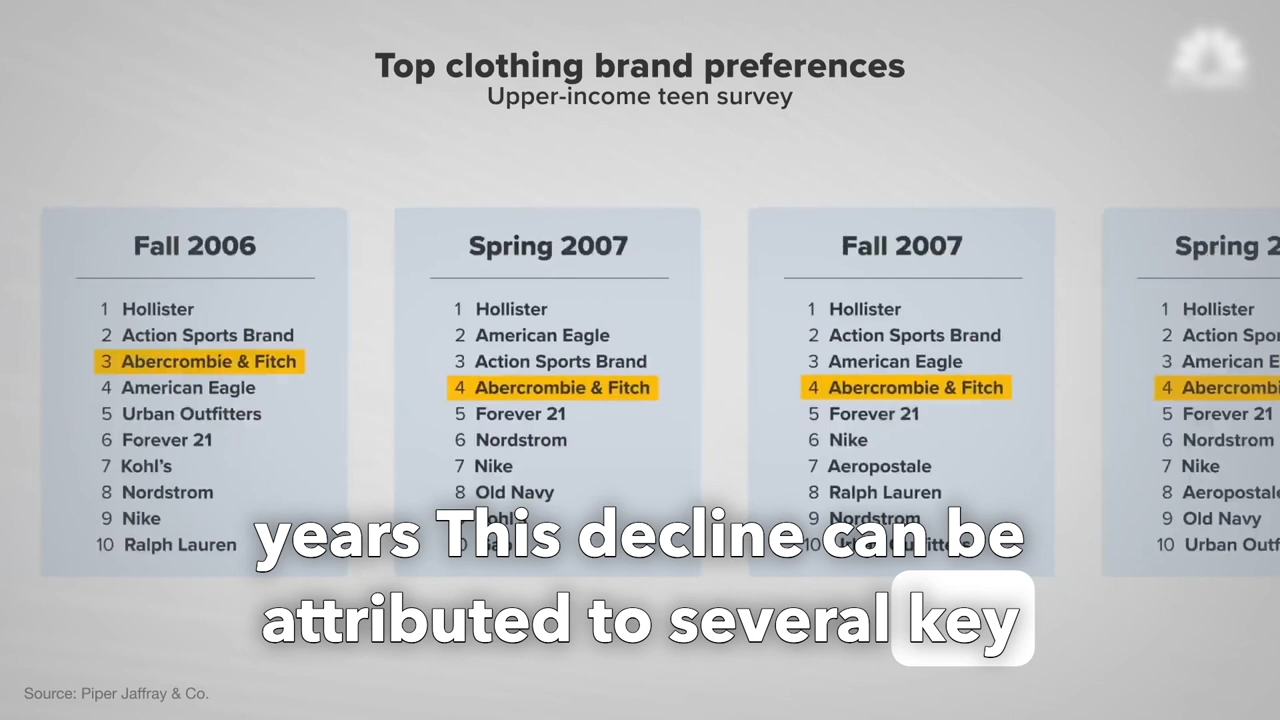 Top clothing brand preferences
Upper-income teen survey
Fall 2006
1 Hollister
2 Action Sports Brand
3 Abercrombie & Fitch
4 American Eagle
5 Urban Outfitters
6 Forever 21
7 Kohl's
8 Nordstrom
9 Nike
10 Ralph Lauren
Spring 2007
1 Hollister
2 American Eagle
3 Action Sports Brand
4 Abercrombie & Fitch
5 Forever 21
6 Nordstrom
7 Nike
8 Old Navy
Fall 2007
1 Hollister
2 Action Sports Brand
3 American Eagle
4 Abercrombie & Fitch
5 Forever 21
6 Nike
7 Aeropostale
8 Ralph Lauren
9 Nordstrom
10
Spring 2
1 Hollister
2 Action Spo
3 American E
4 Abercrombi
5 Forever 21
6 Nordstrom
7 Nike
8 Aeropostale
9 Old Navy
10 Urban Outf
years This decline can be
attributed to several key
Source: Piper Jaffray & Co.